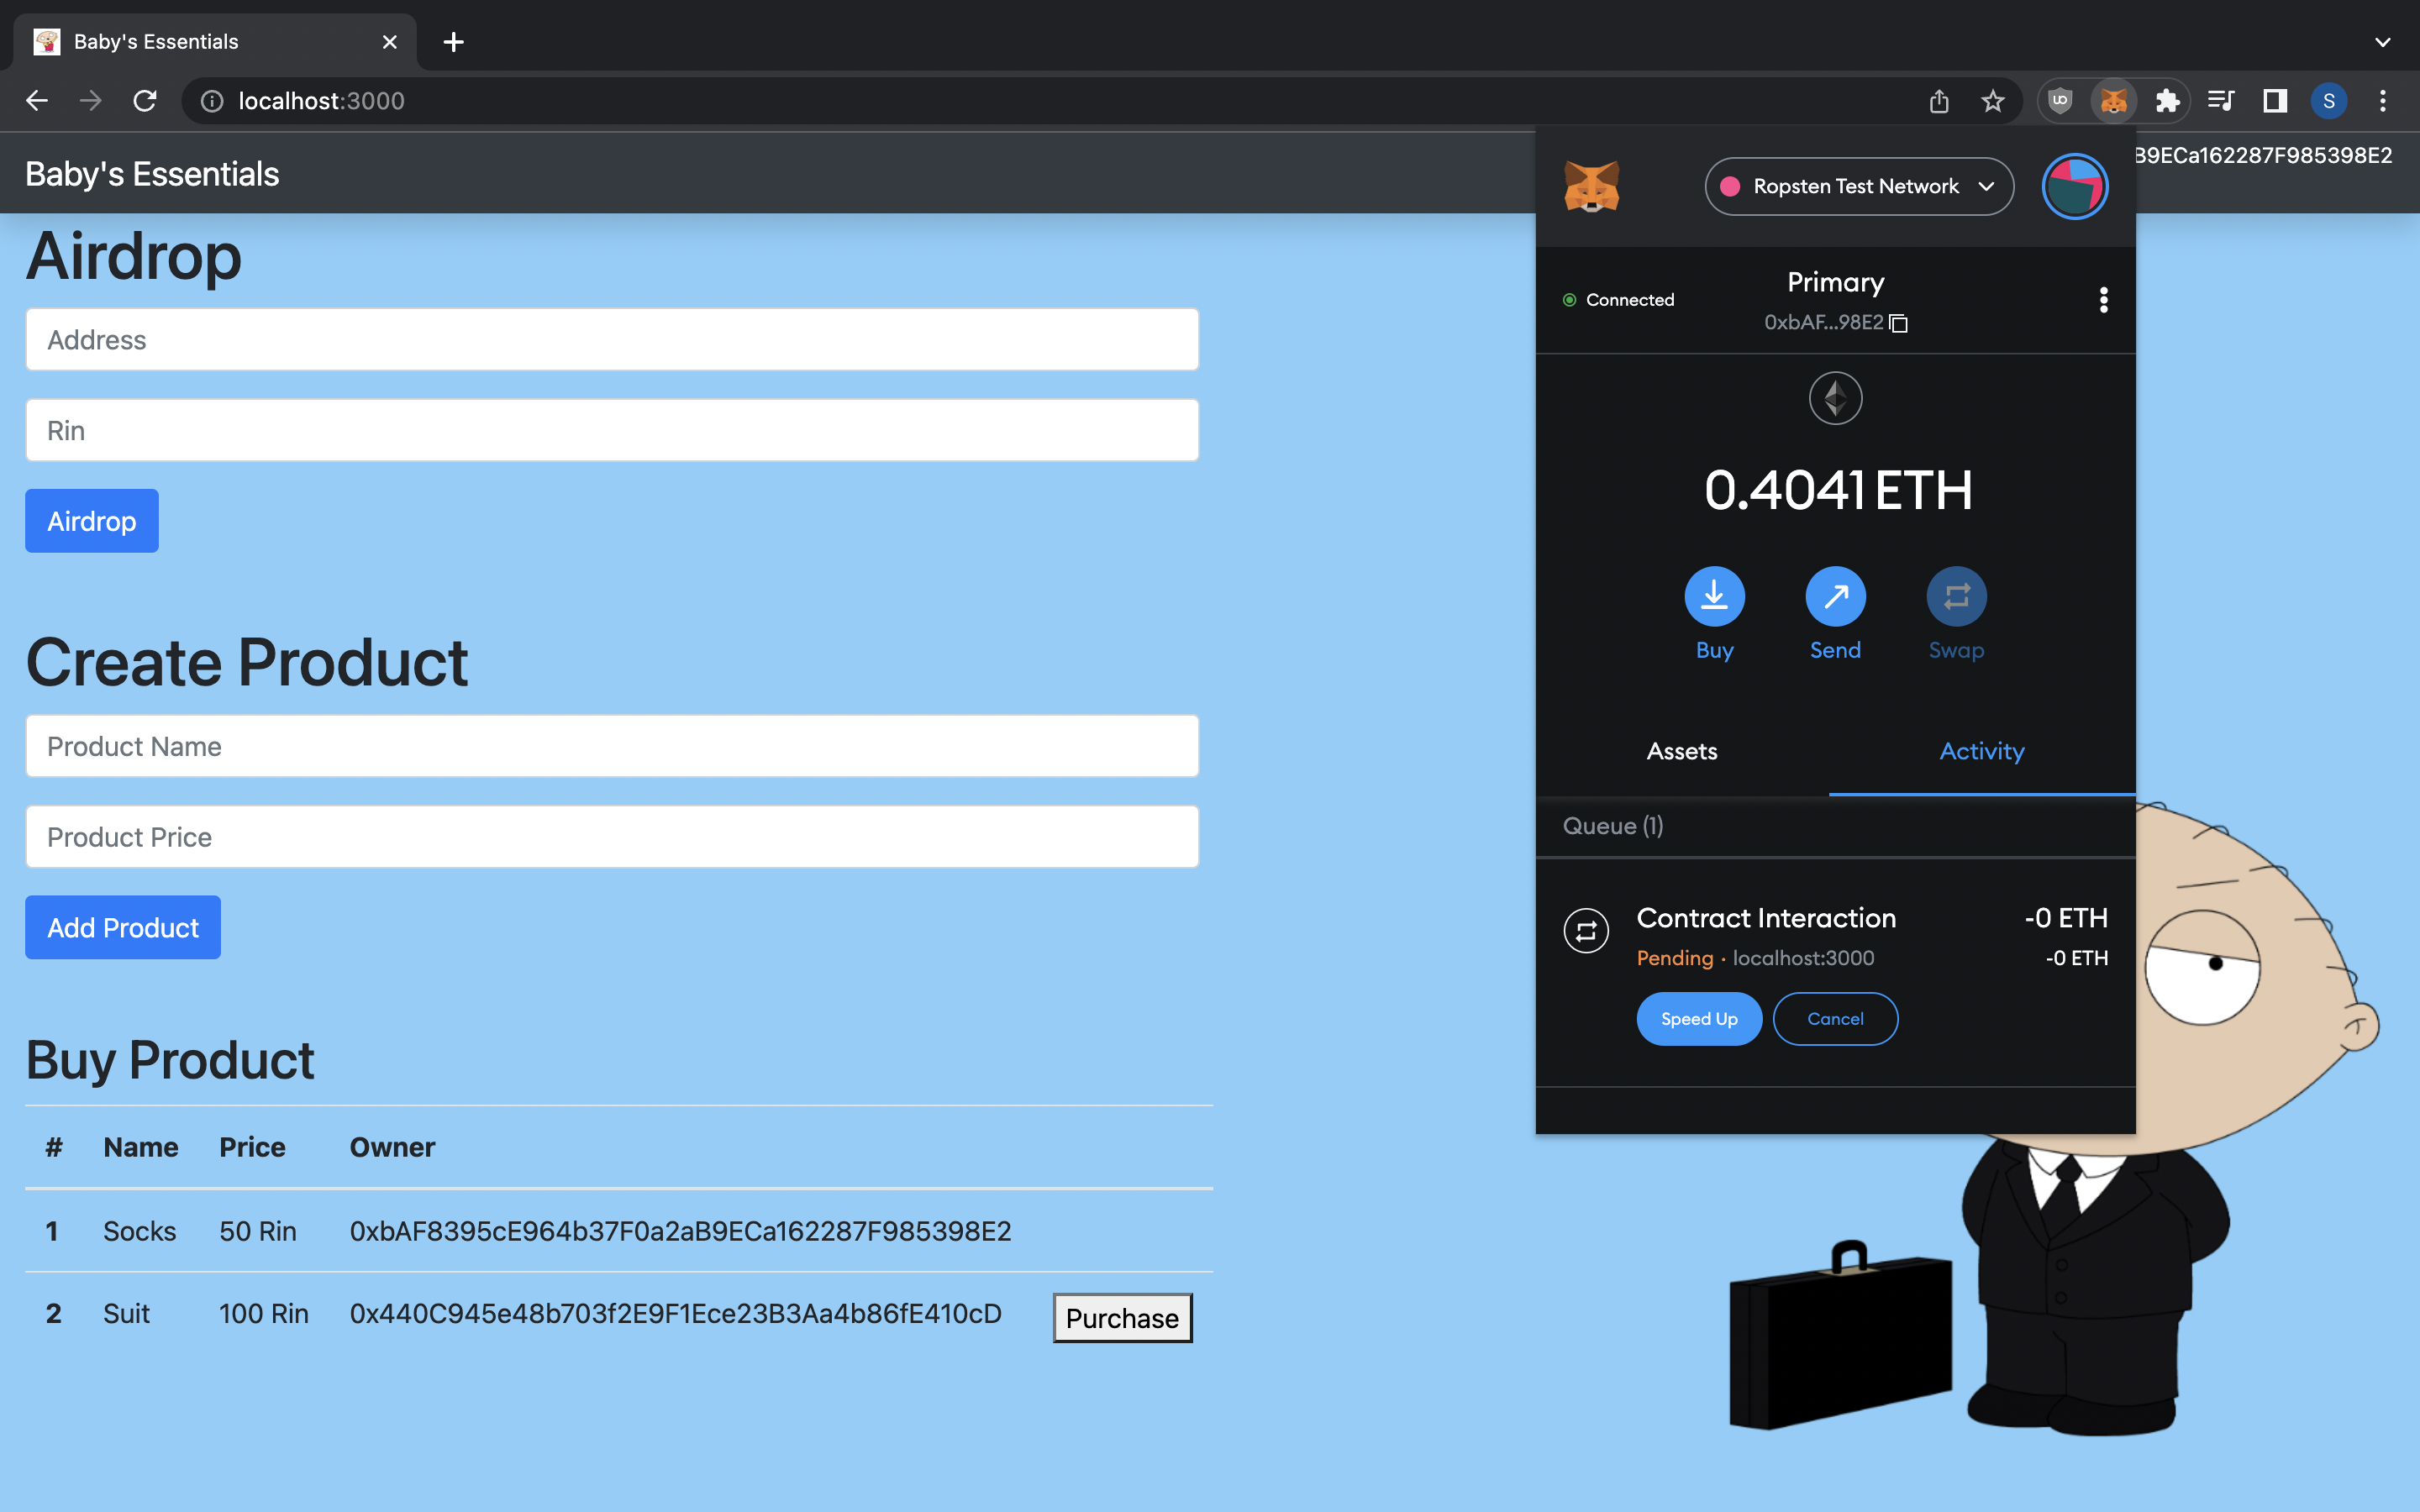 Baby's Essentials
localhost:3000
S
Baby's Essentials
B9ECa162287F985398E2
Airdrop
Address
Rin
Airdrop
Create Product
Product Name
Product Price
Add Product
Buy Product
# Name Price Owner
1 Socks 50 Rin 0xbAF8395cE964b37F0a2aB9ECa162287F985398E2
2 Suit 100 Rin 0x440C945e48b703f2E9F1Ece23B3Aa4b86fE410cD Purchase
Ropsten Test Network
Connected
Primary
0xbAF...98E2
0.4041 ETH
Buy Send Swap
Assets Activity
Queue (1)
Contract Interaction -0 ETH
Pending · localhost:3000 -0 ETH
Speed Up Cancel